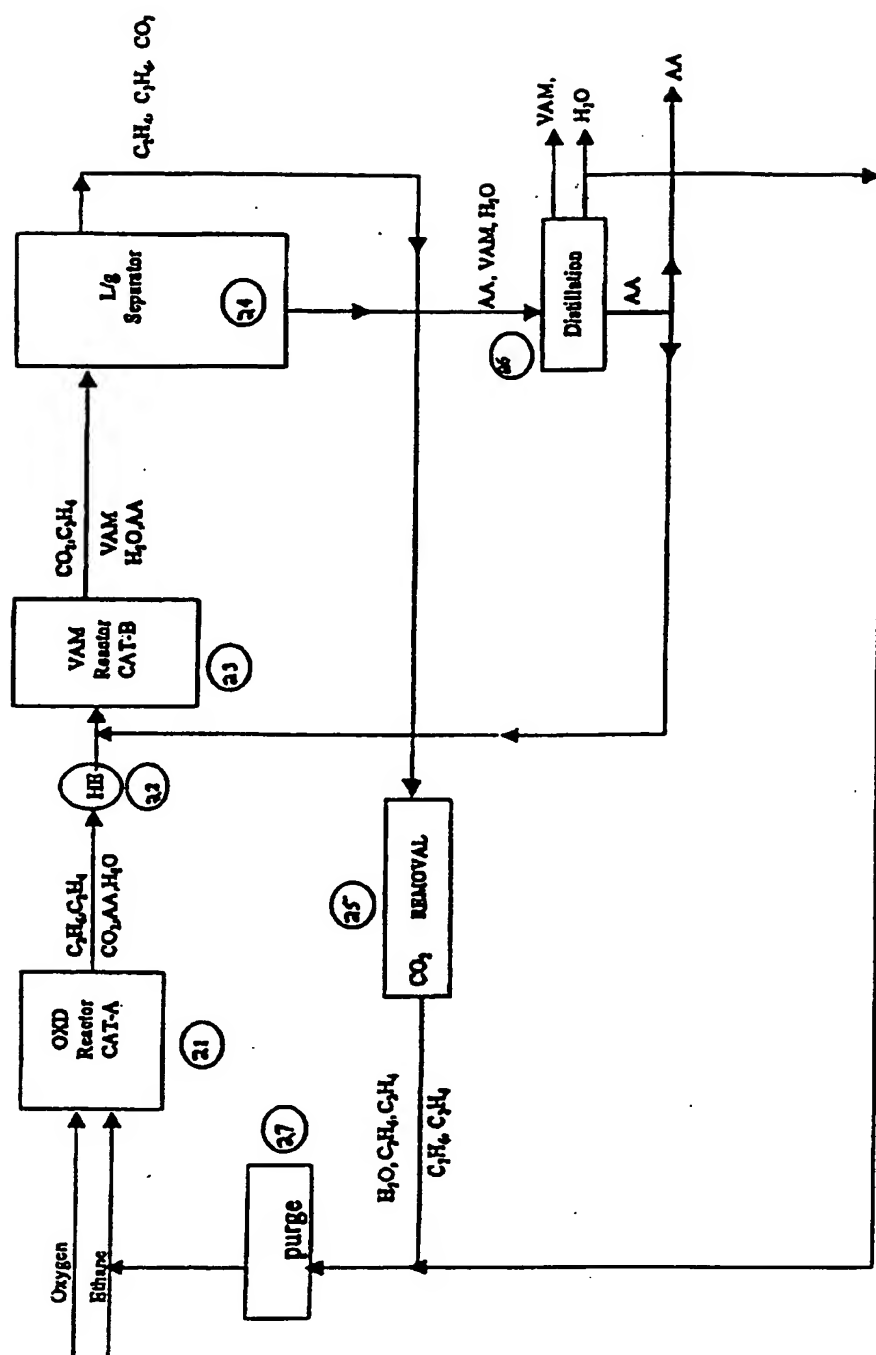 Oxygen
Ethane
OXD
Reactor
CAT-A
21
C₂H₆,C₂H₄
CO₂,AA,H₂O
HE
22
VAM
Reactor
CAT-B
23
CO₂,C₂H₄
VAM
H₂O,AA
L/g
Separator
24
C₂H₄, C₂H₆, CO₂
AA, VAM, H₂O
26
Distillation
VAM,
H₂O
AA
AA
25
CO₂ REMOVAL
H₂O, C₂H₆, C₂H₄
C₂H₆, C₂H₄
27
purge